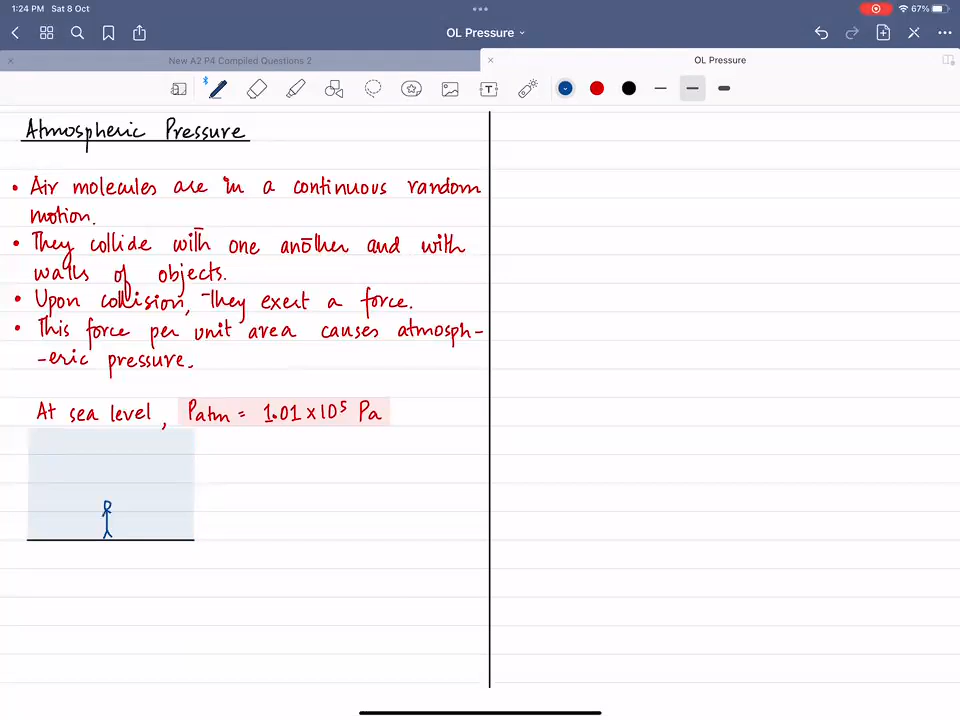 1:24 PM Sat 8 Oct
67%
OL Pressure
New A2 P4 Compiled Questions 2
OL Pressure
T
Atmospheric Pressure
• Air molecules are in a continuous random
motion.
• They collide with one another and with
walls of objects.
• Upon collision, They exert a force.
• This force per unit area causes atmosph-
-eric pressure.
At sea level, Patm = 1.01 × 10⁵ Pa